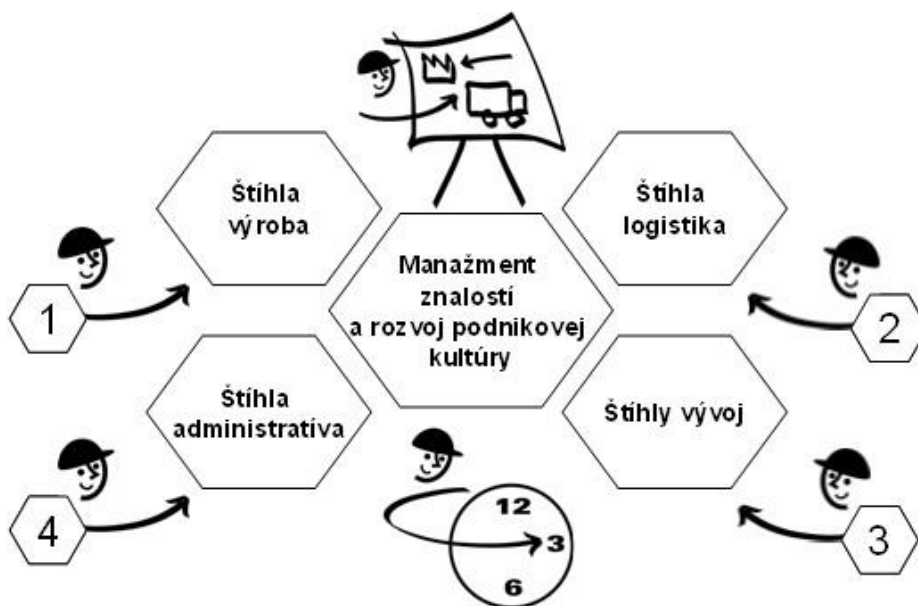 Štíhla
výroba
Štíhla
logistika
Manažment
znalostí
a rozvoj podnikovej
kultúry
1
2
Štíhla
administratíva
Štíhly vývoj
4
3
12
3
6